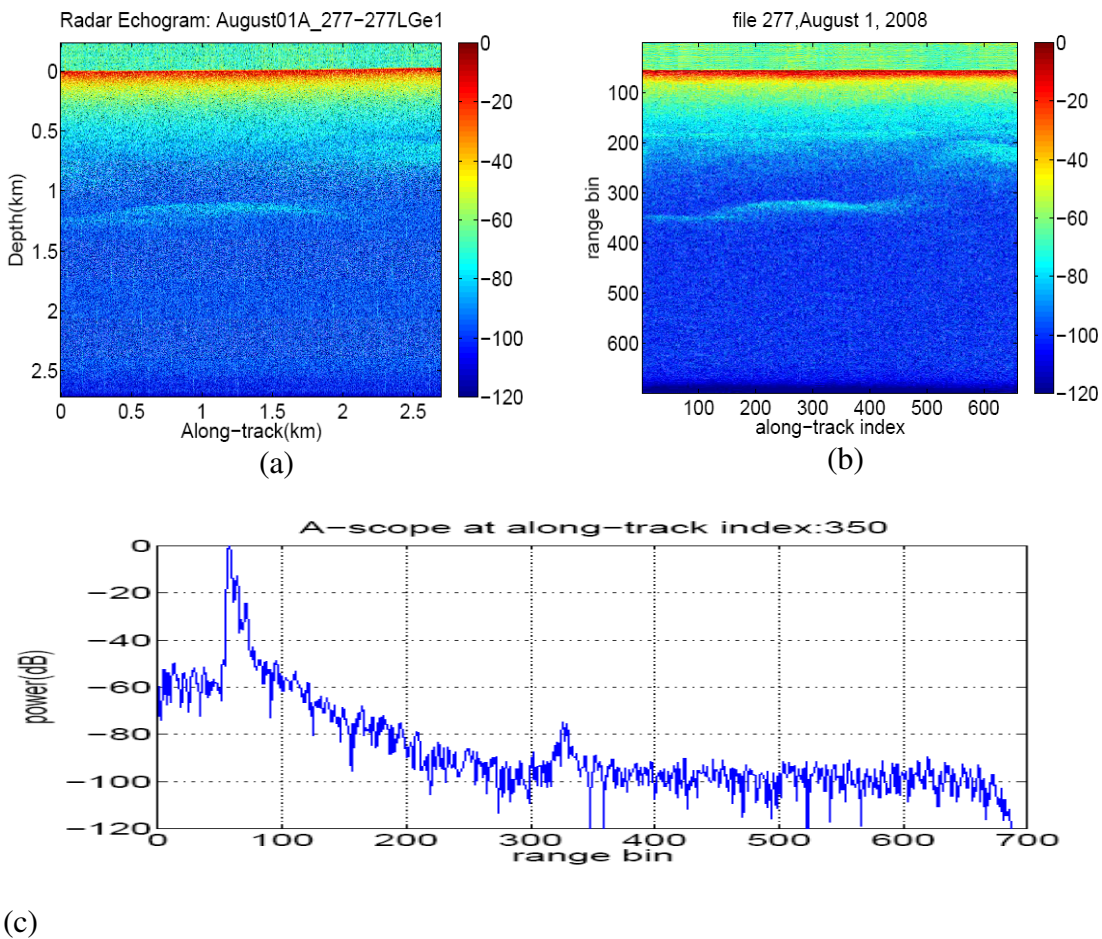 Radar Echogram: August01A_277−277LGe1
0
0.5
1
1.5
2
2.5
Depth(km)
0 0.5 1 1.5 2 2.5
Along−track(km)
0
−20
−40
−60
−80
−100
−120
(a)
file 277,August 1, 2008
100
200
300
400
500
600
range bin
100 200 300 400 500 600
along−track index
0
−20
−40
−60
−80
−100
−120
(b)
A−scope at along−track index:350
0
−20
−40
−60
−80
−100
−120
power(dB)
0 100 200 300 400 500 600 700
range bin
(c)